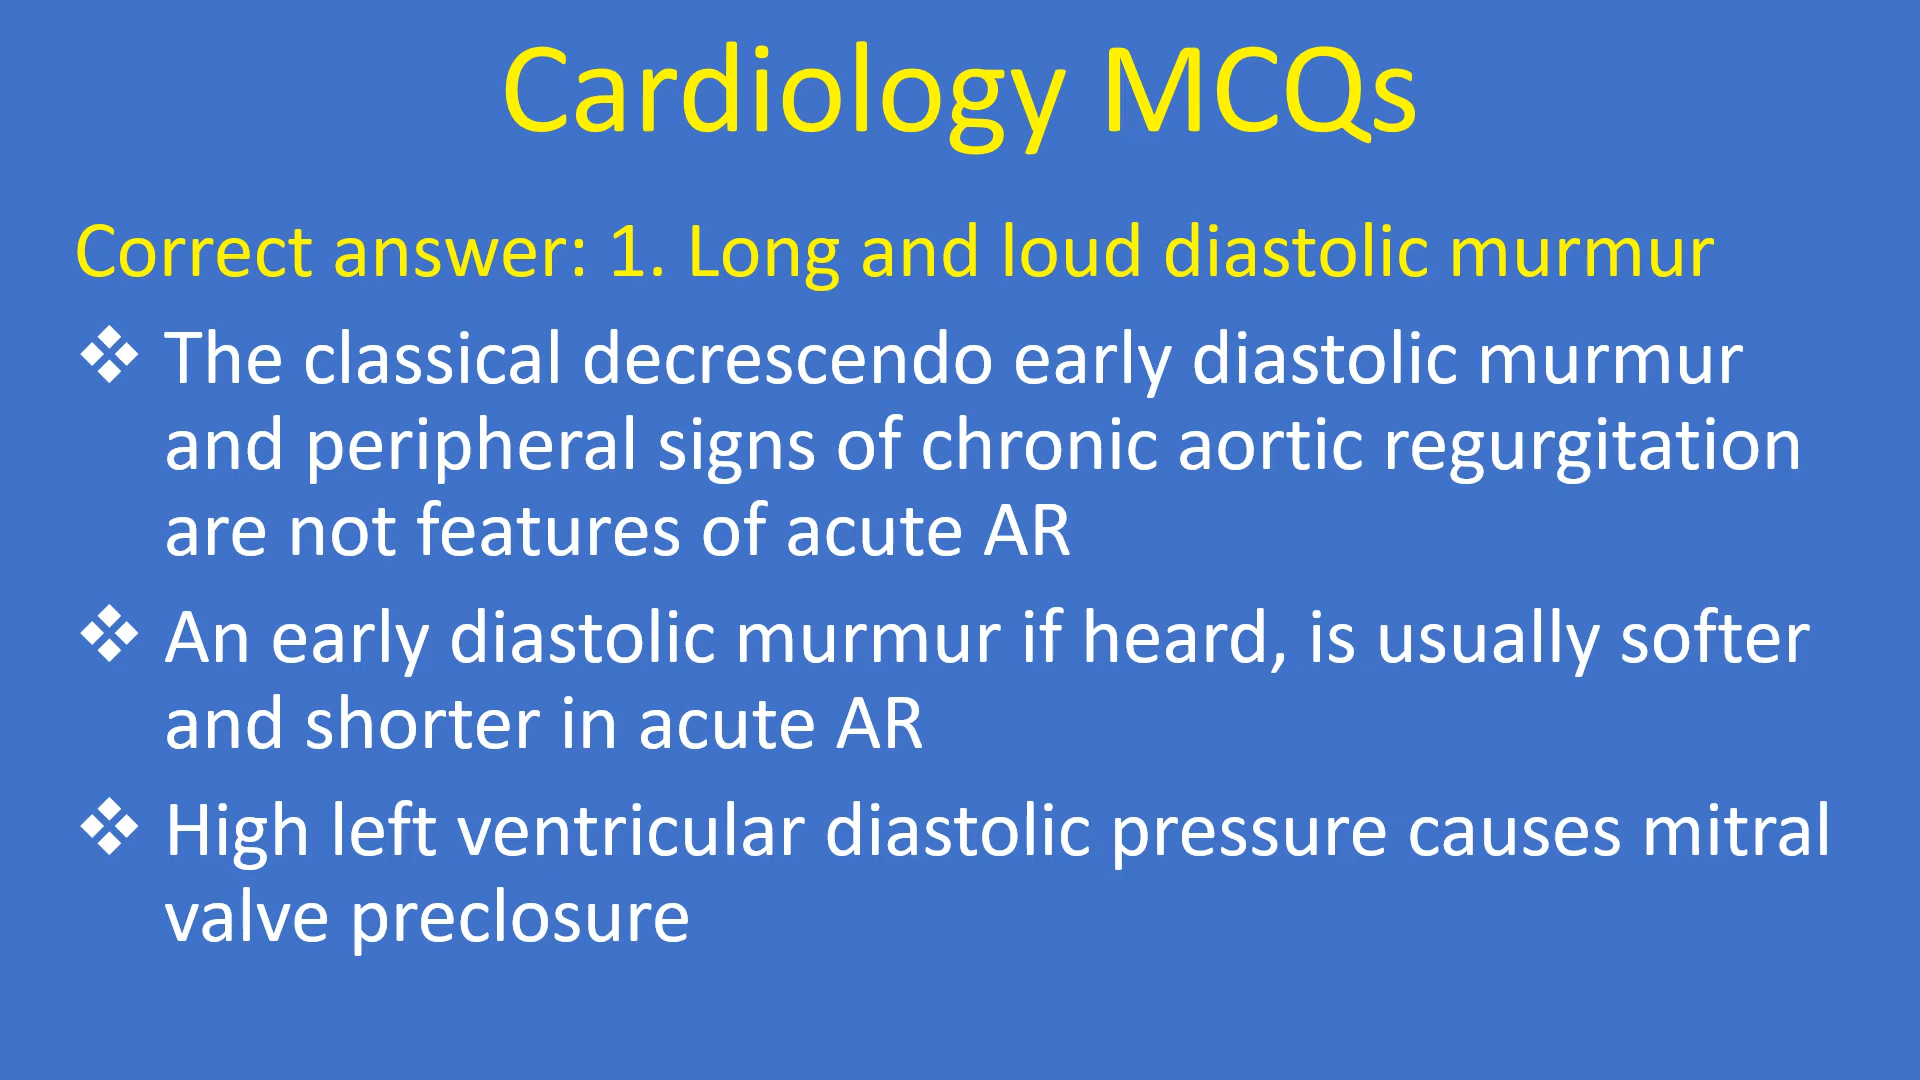 Cardiology MCQs
Correct answer: 1. Long and loud diastolic murmur
❖ The classical decrescendo early diastolic murmur
and peripheral signs of chronic aortic regurgitation
are not features of acute AR
❖ An early diastolic murmur if heard, is usually softer
and shorter in acute AR
❖ High left ventricular diastolic pressure causes mitral
valve preclosure